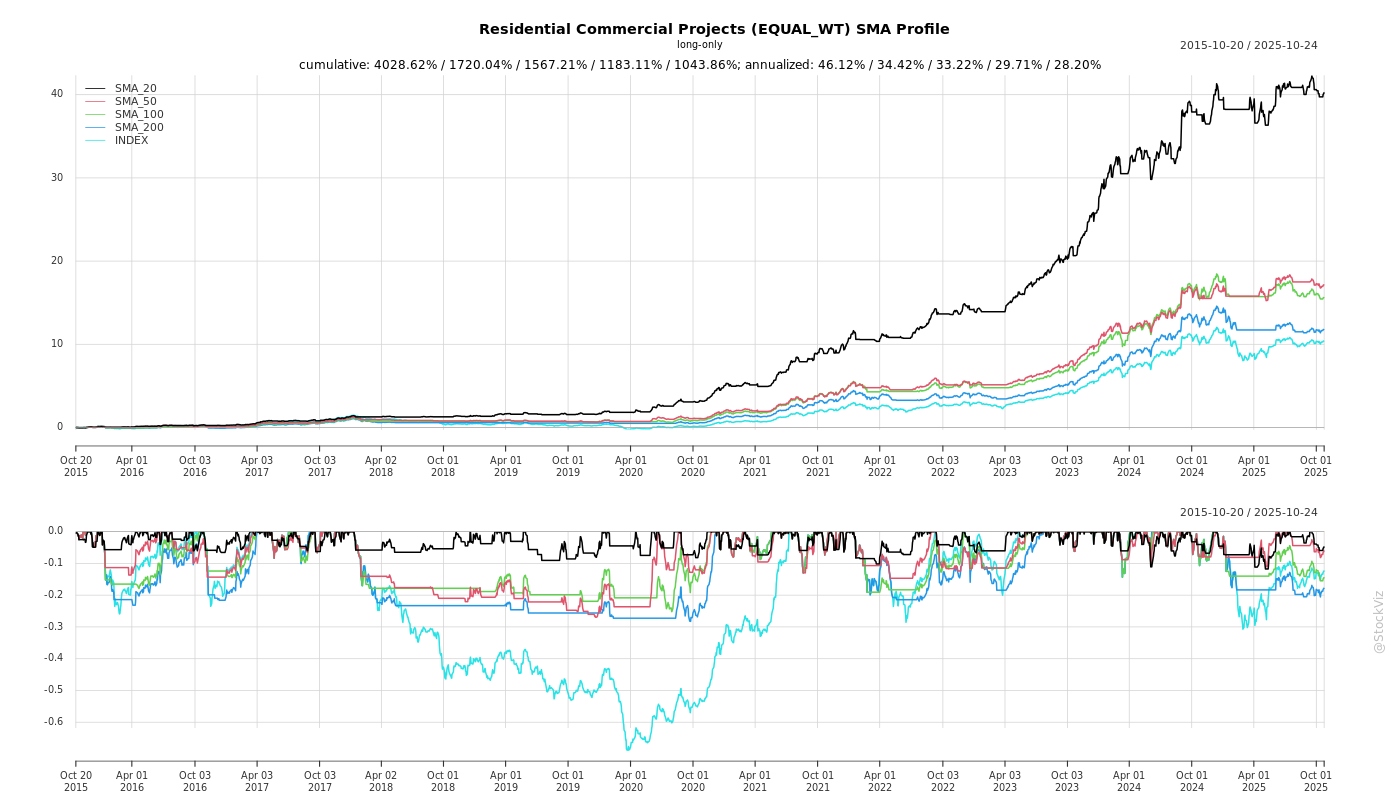 Residential Commercial Projects (EQUAL_WT) SMA Profile
long-only
2015-10-20 / 2025-10-24
cumulative: 4028.62% / 1720.04% / 1567.21% / 1183.11% / 1043.86%; annualized: 46.12% / 34.42% / 33.22% / 29.71% / 28.20%
SMA_20
SMA_50
SMA_100
SMA_200
INDEX
40
30
20
10
0
Oct 20 Apr 01 Oct 03 Apr 03 Oct 03 Apr 02 Oct 01 Apr 01 Oct 01 Apr 01 Oct 01 Apr 01 Oct 01 Apr 01 Oct 03 Apr 03 Oct 03 Apr 01 Oct 01 Apr 01 Oct 01
2015 2016 2016 2017 2017 2018 2018 2019 2019 2020 2020 2021 2021 2022 2022 2023 2023 2024 2024 2025 2025
2015-10-20 / 2025-10-24
0.0
-0.1
-0.2
-0.3
-0.4
-0.5
-0.6
Oct 20 Apr 01 Oct 03 Apr 03 Oct 03 Apr 02 Oct 01 Apr 01 Oct 01 Apr 01 Oct 01 Apr 01 Oct 01 Apr 01 Oct 03 Apr 03 Oct 03 Apr 01 Oct 01 Apr 01 Oct 01
2015 2016 2016 2017 2017 2018 2018 2019 2019 2020 2020 2021 2021 2022 2022 2023 2023 2024 2024 2025 2025
@StockViz